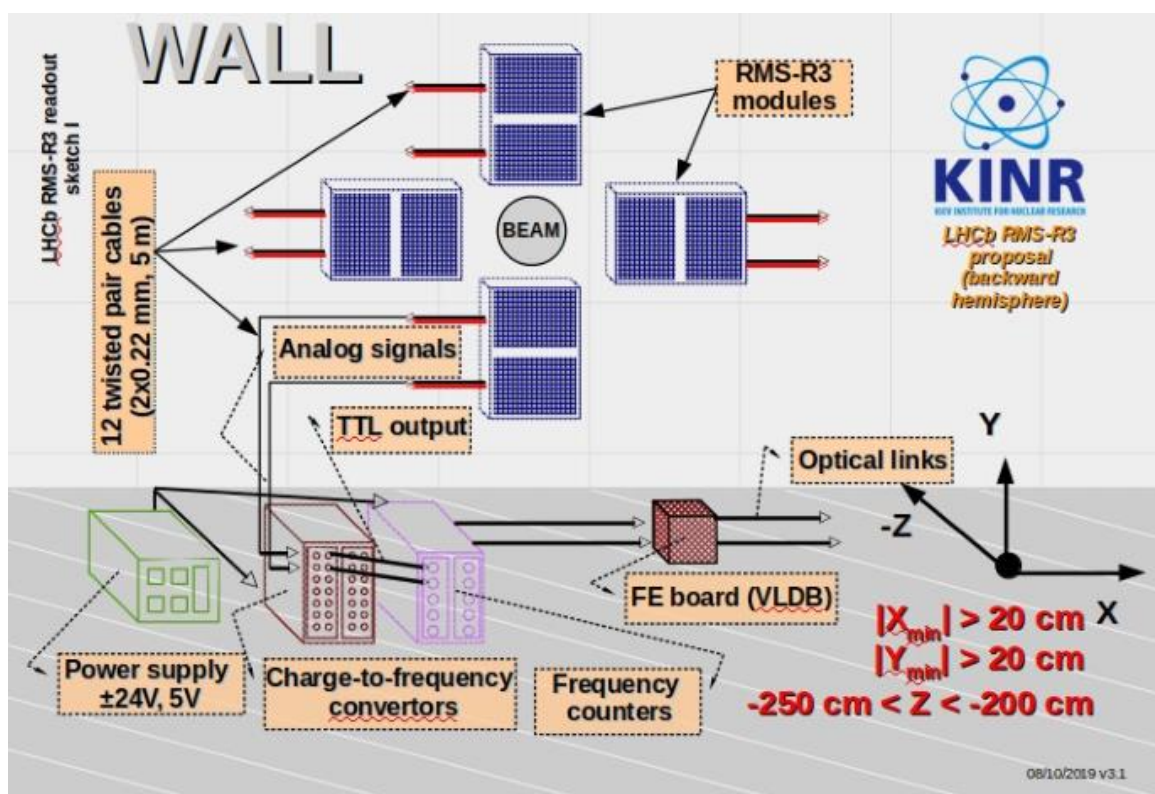 WALL
LHCb RMS-R3 readout
sketch I
12 twisted pair cables
(2x0.22 mm, 5 m)
RMS-R3
modules
BEAM
KINR
KIEV INSTITUTE FOR NUCLEAR RESEARCH
LHCb RMS-R3
proposal
(backward
hemisphere)
Analog signals
TTL output
Optical links
Y
-Z
X
FE board (VLDB)
|Xmin| > 20 cm
|Ymin| > 20 cm
-250 cm < Z < -200 cm
Power supply
±24V, 5V
Charge-to-frequency
convertors
Frequency
counters
08/10/2019 v3.1